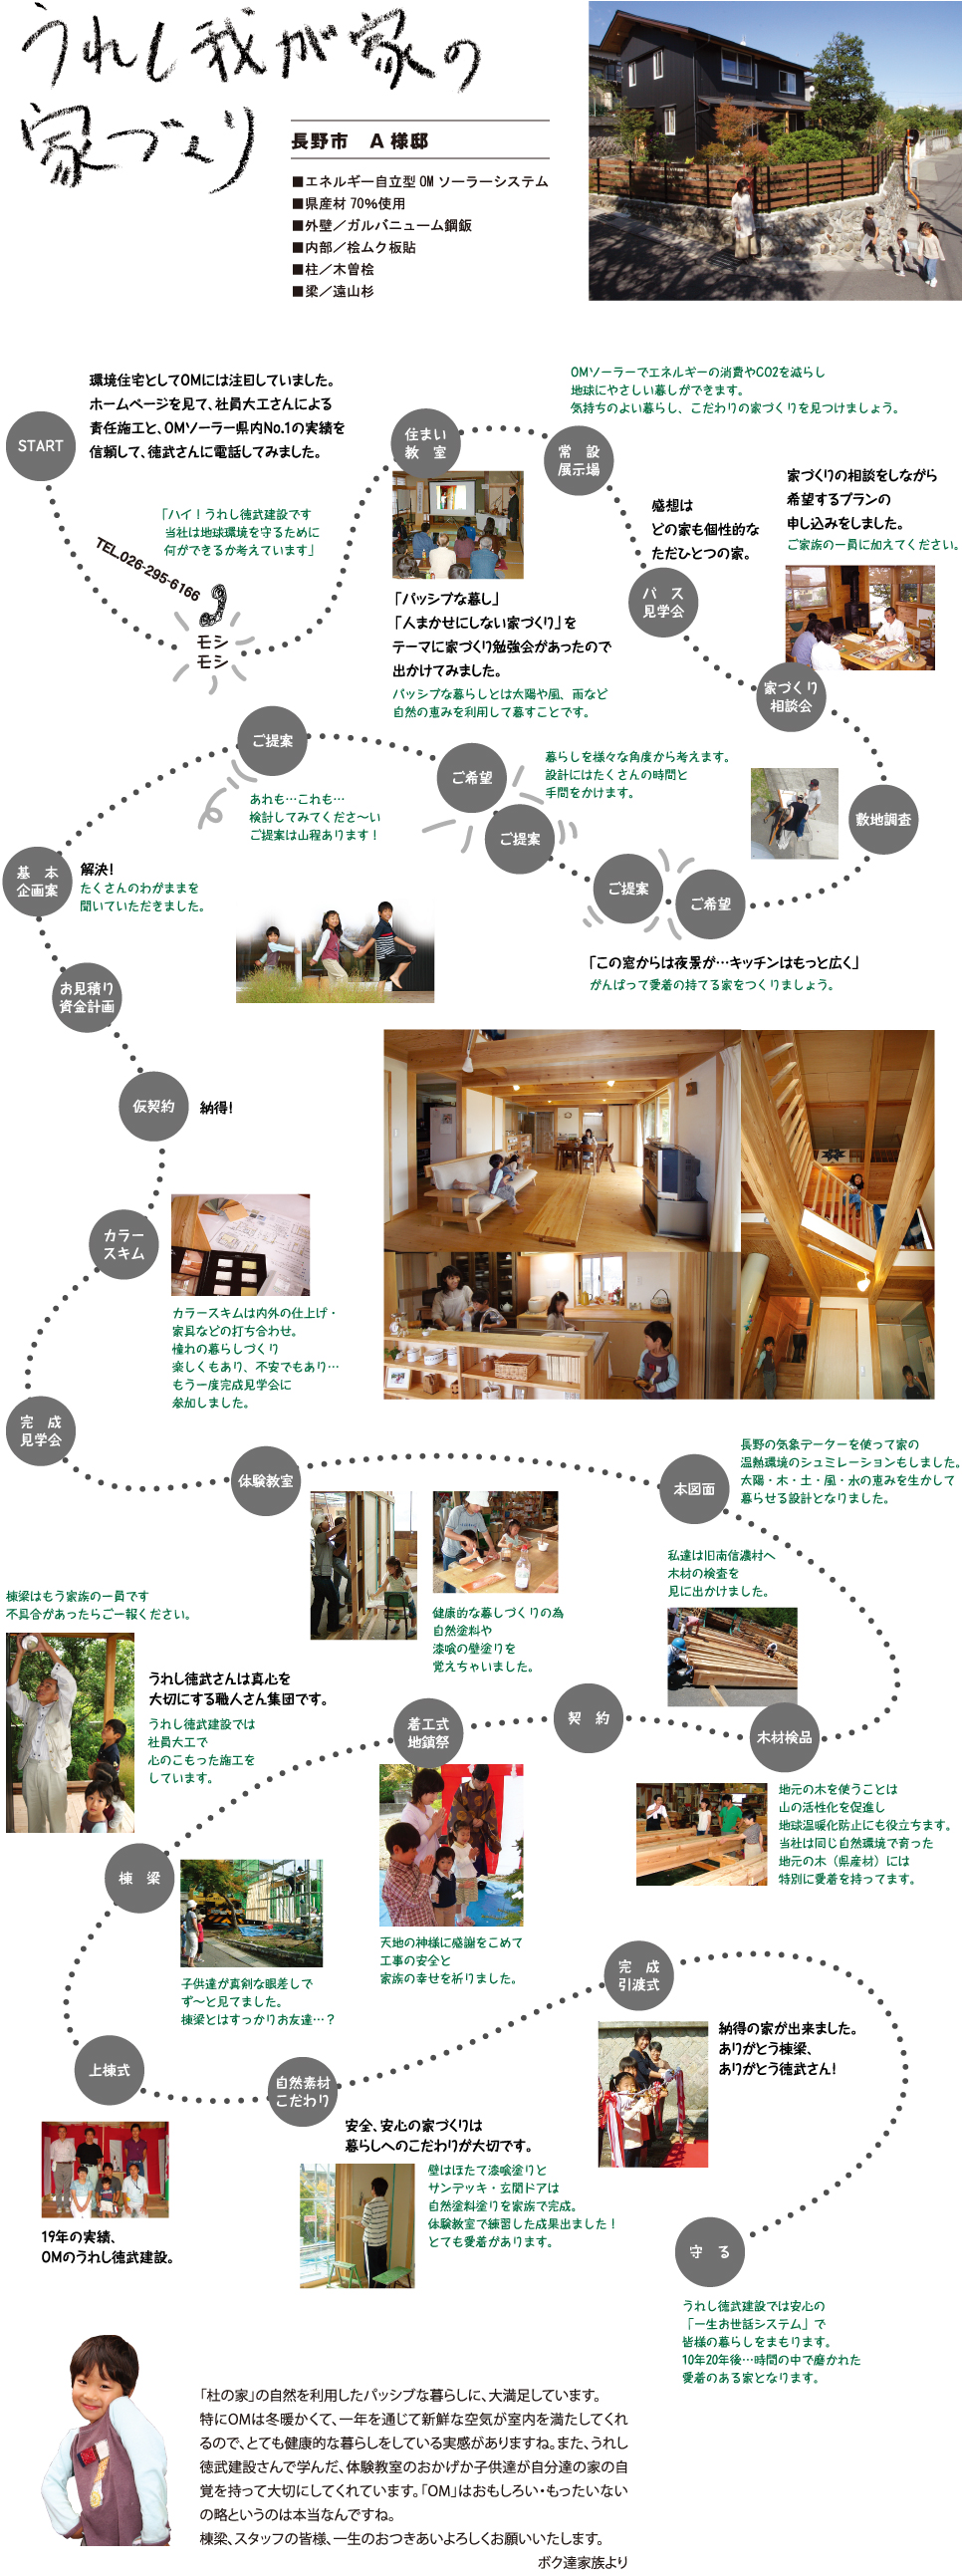 うれし我が家の
家づくり
長野市　A様邸
■エネルギー自立型OMソーラーシステム
■県産材70%使用
■外壁／ガルバニューム鋼鈑
■内部／桧ムク板貼
■柱／木曽桧
■梁／遠山杉
START
環境住宅としてOMには注目していました。
ホームページを見て、社員大工さんによる
責任施工と、OMソーラー県内No.1の実績を
信頼して、徳武さんに電話してみました。
「ハイ！うれし徳武建設です
当社は地球環境を守るために
何ができるか考えています」
TEL.026-295-6166
モシ
モシ
住まい
教　室
「パッシブな暮し」
「人まかせにしない家づくり」を
テーマに家づくり勉強会があったので
出かけてみました。
パッシブな暮らしとは太陽や風、雨など
自然の恵みを利用して暮すことです。
OMソーラーでエネルギーの消費やCO2を減らし
地球にやさしい暮しができます。
気持ちのよい暮らし、こだわりの家づくりを見つけましょう。
常　設
展示場
感想は
どの家も個性的な
ただひとつの家。
バ　ス
見学会
家づくりの相談をしながら
希望するプランの
申し込みをしました。
ご家族の一員に加えてください。
家づくり
相談会
敷地調査
ご希望
ご提案
「この窓からは夜景が…キッチンはもっと広く」
がんばって愛着の持てる家をつくりましょう。
暮らしを様々な角度から考えます。
設計にはたくさんの時間と
手間をかけます。
ご提案
ご希望
ご提案
あれも…これも…
検討してみてくださ～い
ご提案は山程あります！
基　本
企画案
解決！
たくさんのわがままを
聞いていただきました。
お見積り
資金計画
仮契約
納得！
カラー
スキム
カラースキムは内外の仕上げ・
家具などの打ち合わせ。
憧れの暮らしづくり
楽しくもあり、不安でもあり…
もう一度完成見学会に
参加しました。
完　成
見学会
体験教室
健康的な暮しづくりの為
自然塗料や
漆喰の壁塗りを
覚えちゃいました。
本図面
長野の気象データーを使って家の
温熱環境のシュミレーションもしました。
太陽・木・土・風・水の恵みを生かして
暮らせる設計となりました。
私達は旧南信濃村へ
木材の検査を
見に出かけました。
木材検品
地元の木を使うことは
山の活性化を促進し
地球温暖化防止にも役立ちます。
当社は同じ自然環境で育った
地元の木（県産材）には
特別に愛着を持ってます。
契　約
着工式
地鎮祭
天地の神様に感謝をこめて
工事の安全と
家族の幸せを祈りました。
棟梁はもう家族の一員です
不具合があったらご一報ください。
うれし徳武さんは真心を
大切にする職人さん集団です。
うれし徳武建設では
社員大工で
心のこもった施工を
しています。
棟　梁
子供達が真剣な眼差しで
ず～と見てました。
棟梁とはすっかりお友達…？
上棟式
19年の実績、
OMのうれし徳武建設。
自然素材
こだわり
安全、安心の家づくりは
暮らしへのこだわりが大切です。
壁はほたて漆喰塗りと
サンデッキ・玄関ドアは
自然塗料塗りを家族で完成。
体験教室で練習した成果出ました！
とても愛着があります。
完　成
引渡式
納得の家が出来ました。
ありがとう棟梁、
ありがとう徳武さん！
守　る
うれし徳武建設では安心の
「一生お世話システム」で
皆様の暮らしをまもります。
10年20年後…時間の中で磨かれた
愛着のある家となります。
「杜の家」の自然を利用したパッシブな暮らしに、大満足しています。
特にOMは冬暖かくて、一年を通じて新鮮な空気が室内を満たしてくれ
るので、とても健康的な暮らしをしている実感がありますね。また、うれし
徳武建設さんで学んだ、体験教室のおかげか子供達が自分達の家の自
覚を持って大切にしてくれています。「OM」はおもしろい・もったいない
の略というのは本当なんですね。
棟梁、スタッフの皆様、一生のおつきあいよろしくお願いいたします。
ボク達家族より